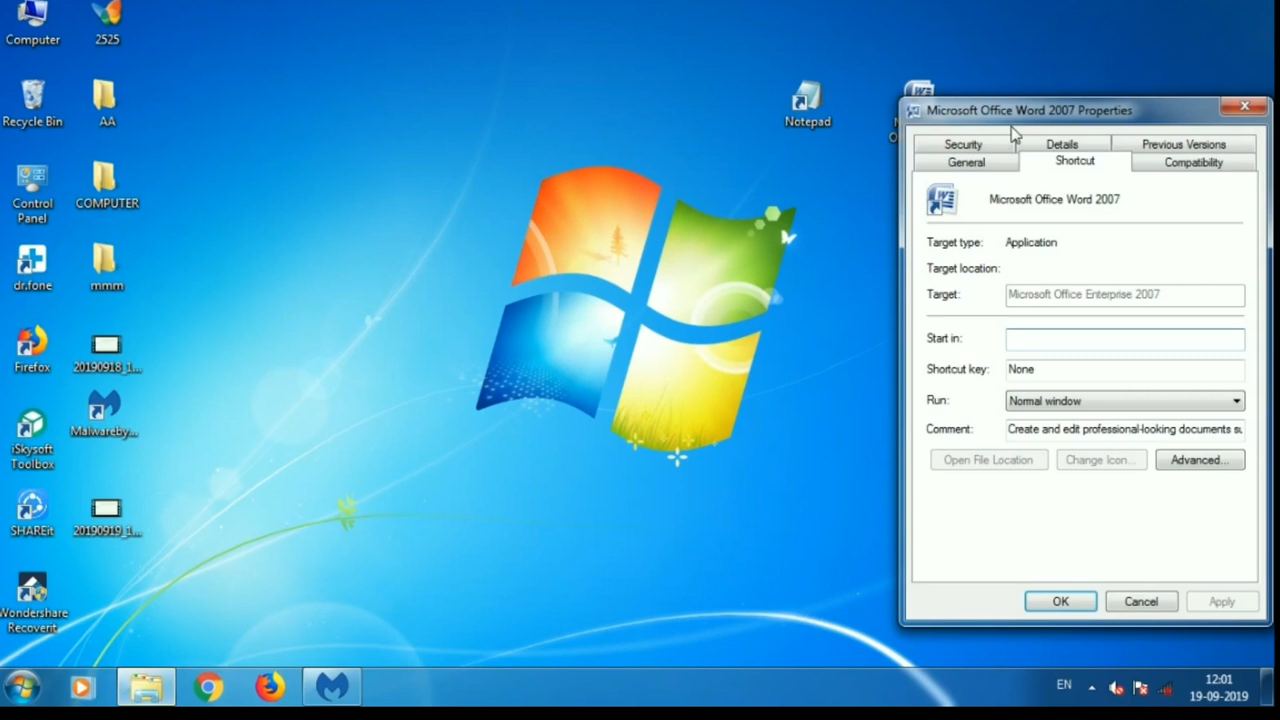 Computer
2525
Recycle Bin
AA
Control
Panel
COMPUTER
dr.fone
mmm
Firefox
20190918_1...
Malwareby...
iSkysoft
Toolbox
SHAREit
20190919_1...
Wondershare
Recoverit
Notepad
Microsoft Office Word 2007 Properties
Security
Details
Previous Versions
General
Shortcut
Compatibility
Microsoft Office Word 2007
Target type: Application
Target location:
Target: Microsoft Office Enterprise 2007
Start in:
Shortcut key: None
Run: Normal window
Comment: Create and edit professional-looking documents su
Open File Location
Change Icon...
Advanced...
OK
Cancel
Apply
EN
12:01
19-09-2019